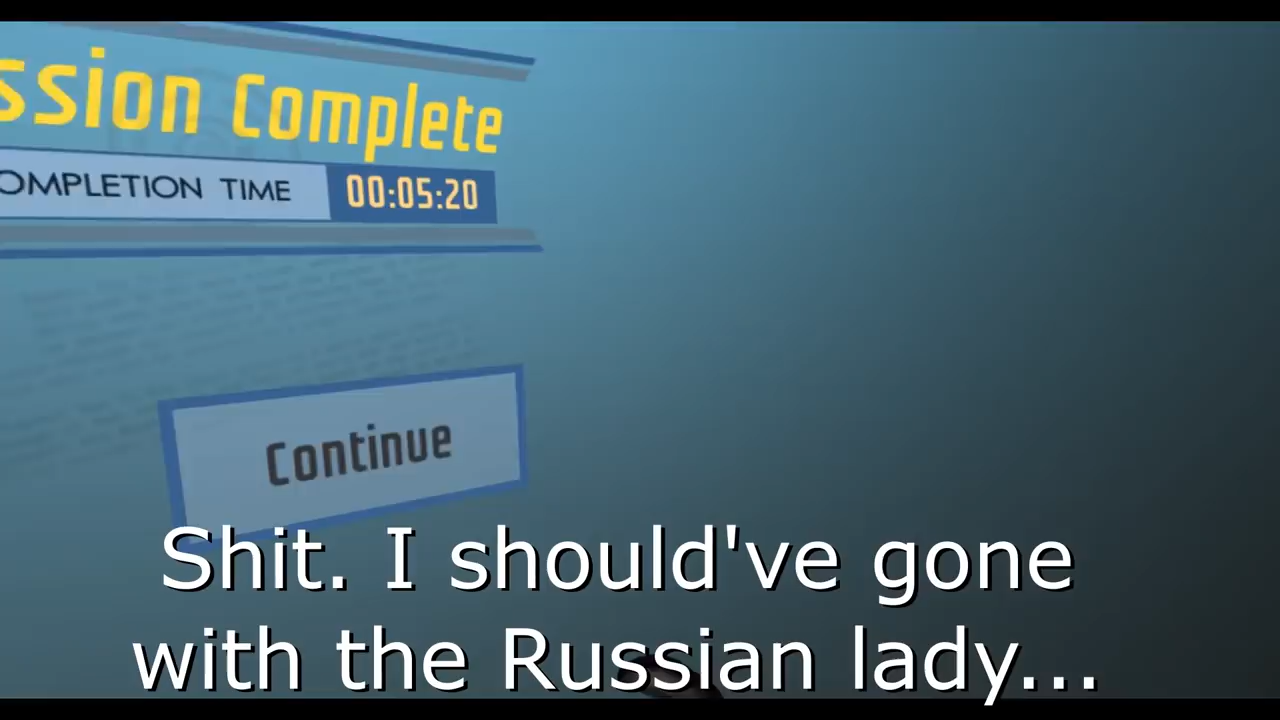 ssion Complete
OMPLETION TIME 00:05:20
Continue
Shit. I should've gone
with the Russian lady...